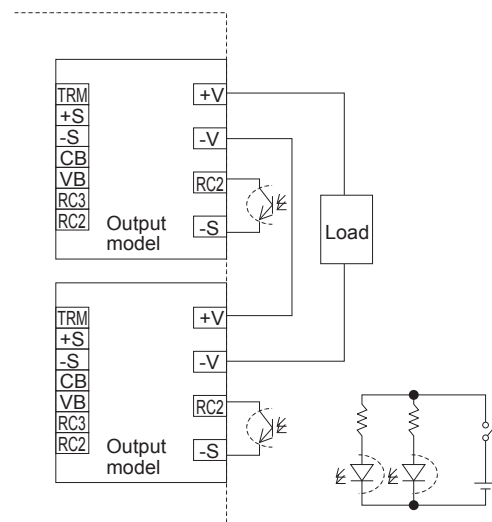 TRM
+S
-S
CB
VB
RC3
RC2
Output
model
+V
-V
RC2
-S
Load
TRM
+S
-S
CB
VB
RC3
RC2
Output
model
+V
-V
RC2
-S